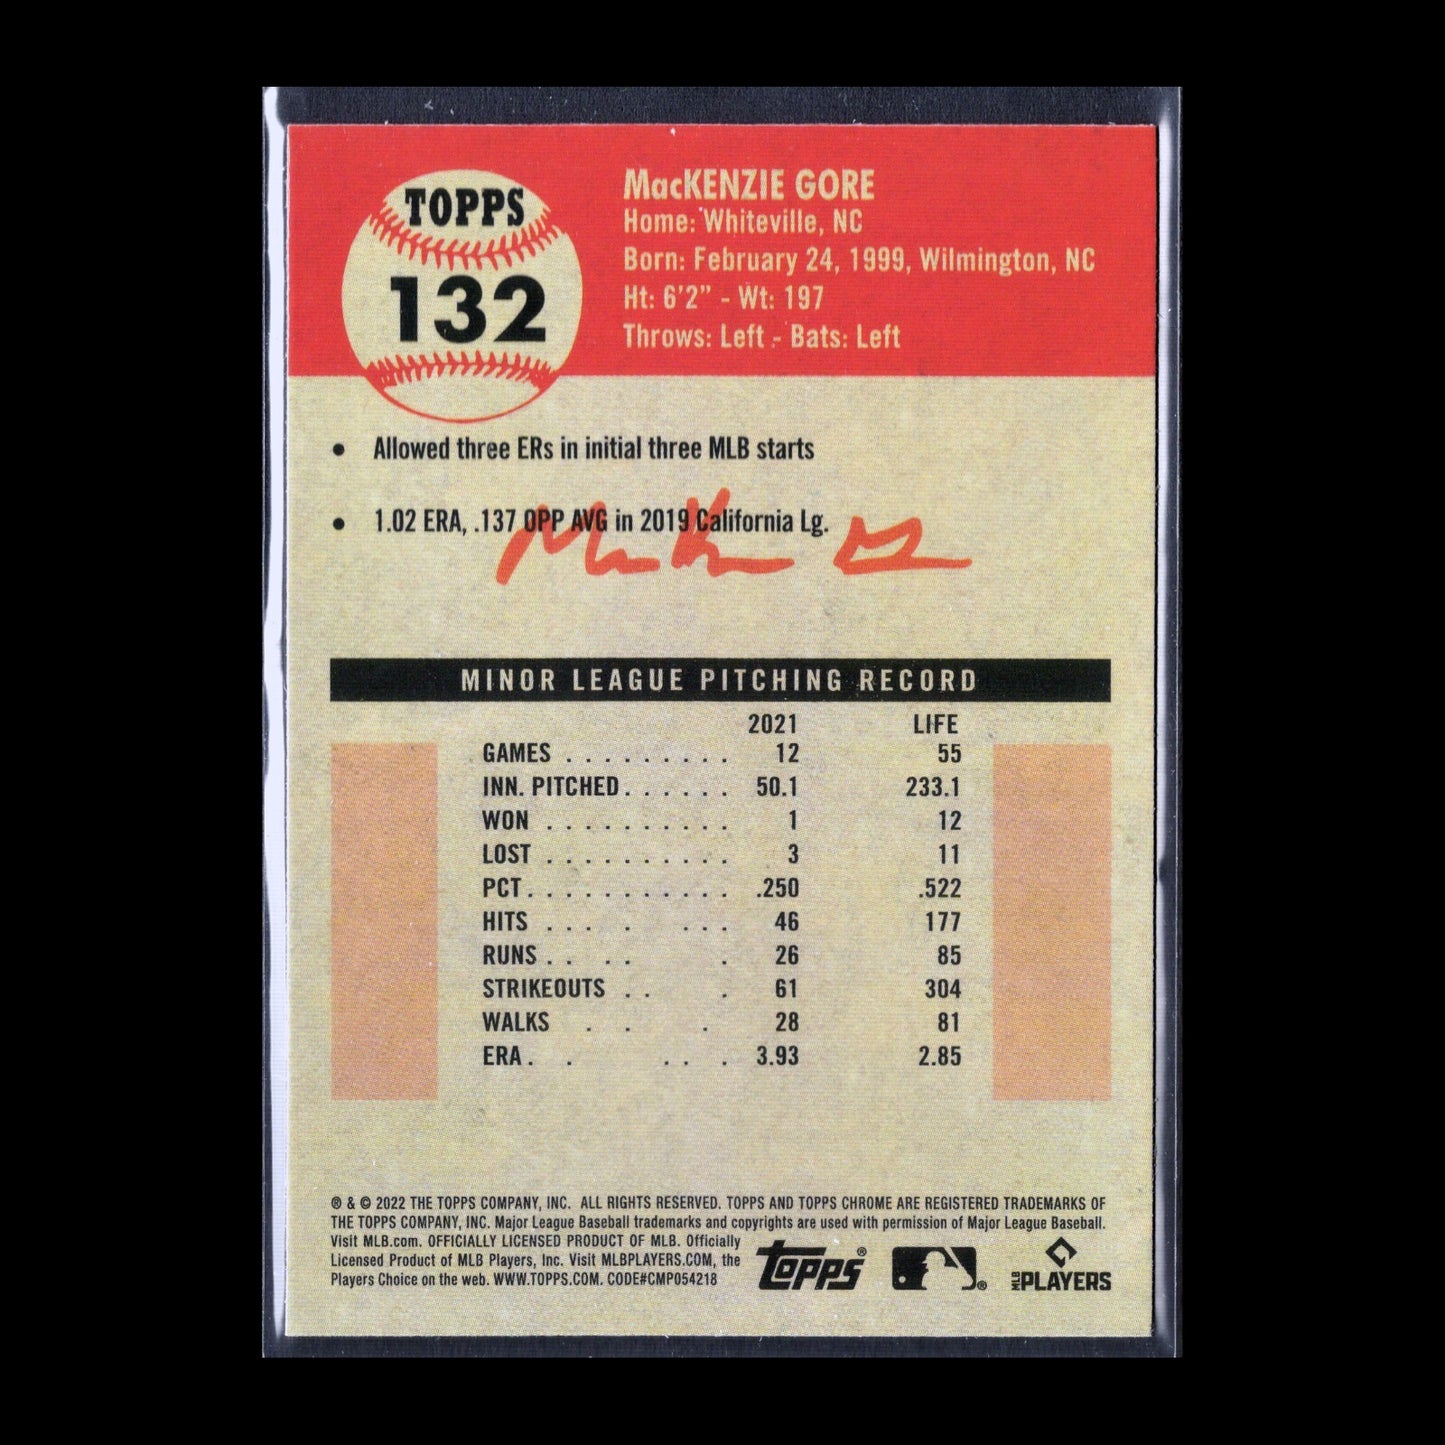 TOPPS
132
MacKENZIE GORE
Home: Whiteville, NC
Born: February 24, 1999, Wilmington, NC
Ht: 6'2" - Wt: 197
Throws: Left - Bats: Left
• Allowed three ERs in initial three MLB starts
• 1.02 ERA, .137 OPP AVG in 2019 California Lg.
MINOR LEAGUE PITCHING RECORD
2021 LIFE
GAMES . . . . . . . . . 12 55
INN. PITCHED. . . . . . 50.1 233.1
WON . . . . . . . . . . 1 12
LOST . . . . . . . . . . 3 11
PCT. . . . . . . . . . . .250 .522
HITS . . . . . . . 46 177
RUNS . . . . . 26 85
STRIKEOUTS . . . 61 304
WALKS . . . 28 81
ERA . . . . . 3.93 2.85
® & © 2022 THE TOPPS COMPANY, INC. ALL RIGHTS RESERVED. TOPPS AND TOPPS CHROME ARE REGISTERED TRADEMARKS OF
THE TOPPS COMPANY, INC. Major League Baseball trademarks and copyrights are used with permission of Major League Baseball.
Visit MLB.com. OFFICIALLY LICENSED PRODUCT OF MLB. Officially
Licensed Product of MLB Players, Inc. Visit MLBPLAYERS.COM, the
Players Choice on the web. WWW.TOPPS.COM. CODE#CMP054218
Topps® ® MLB PLAYERS